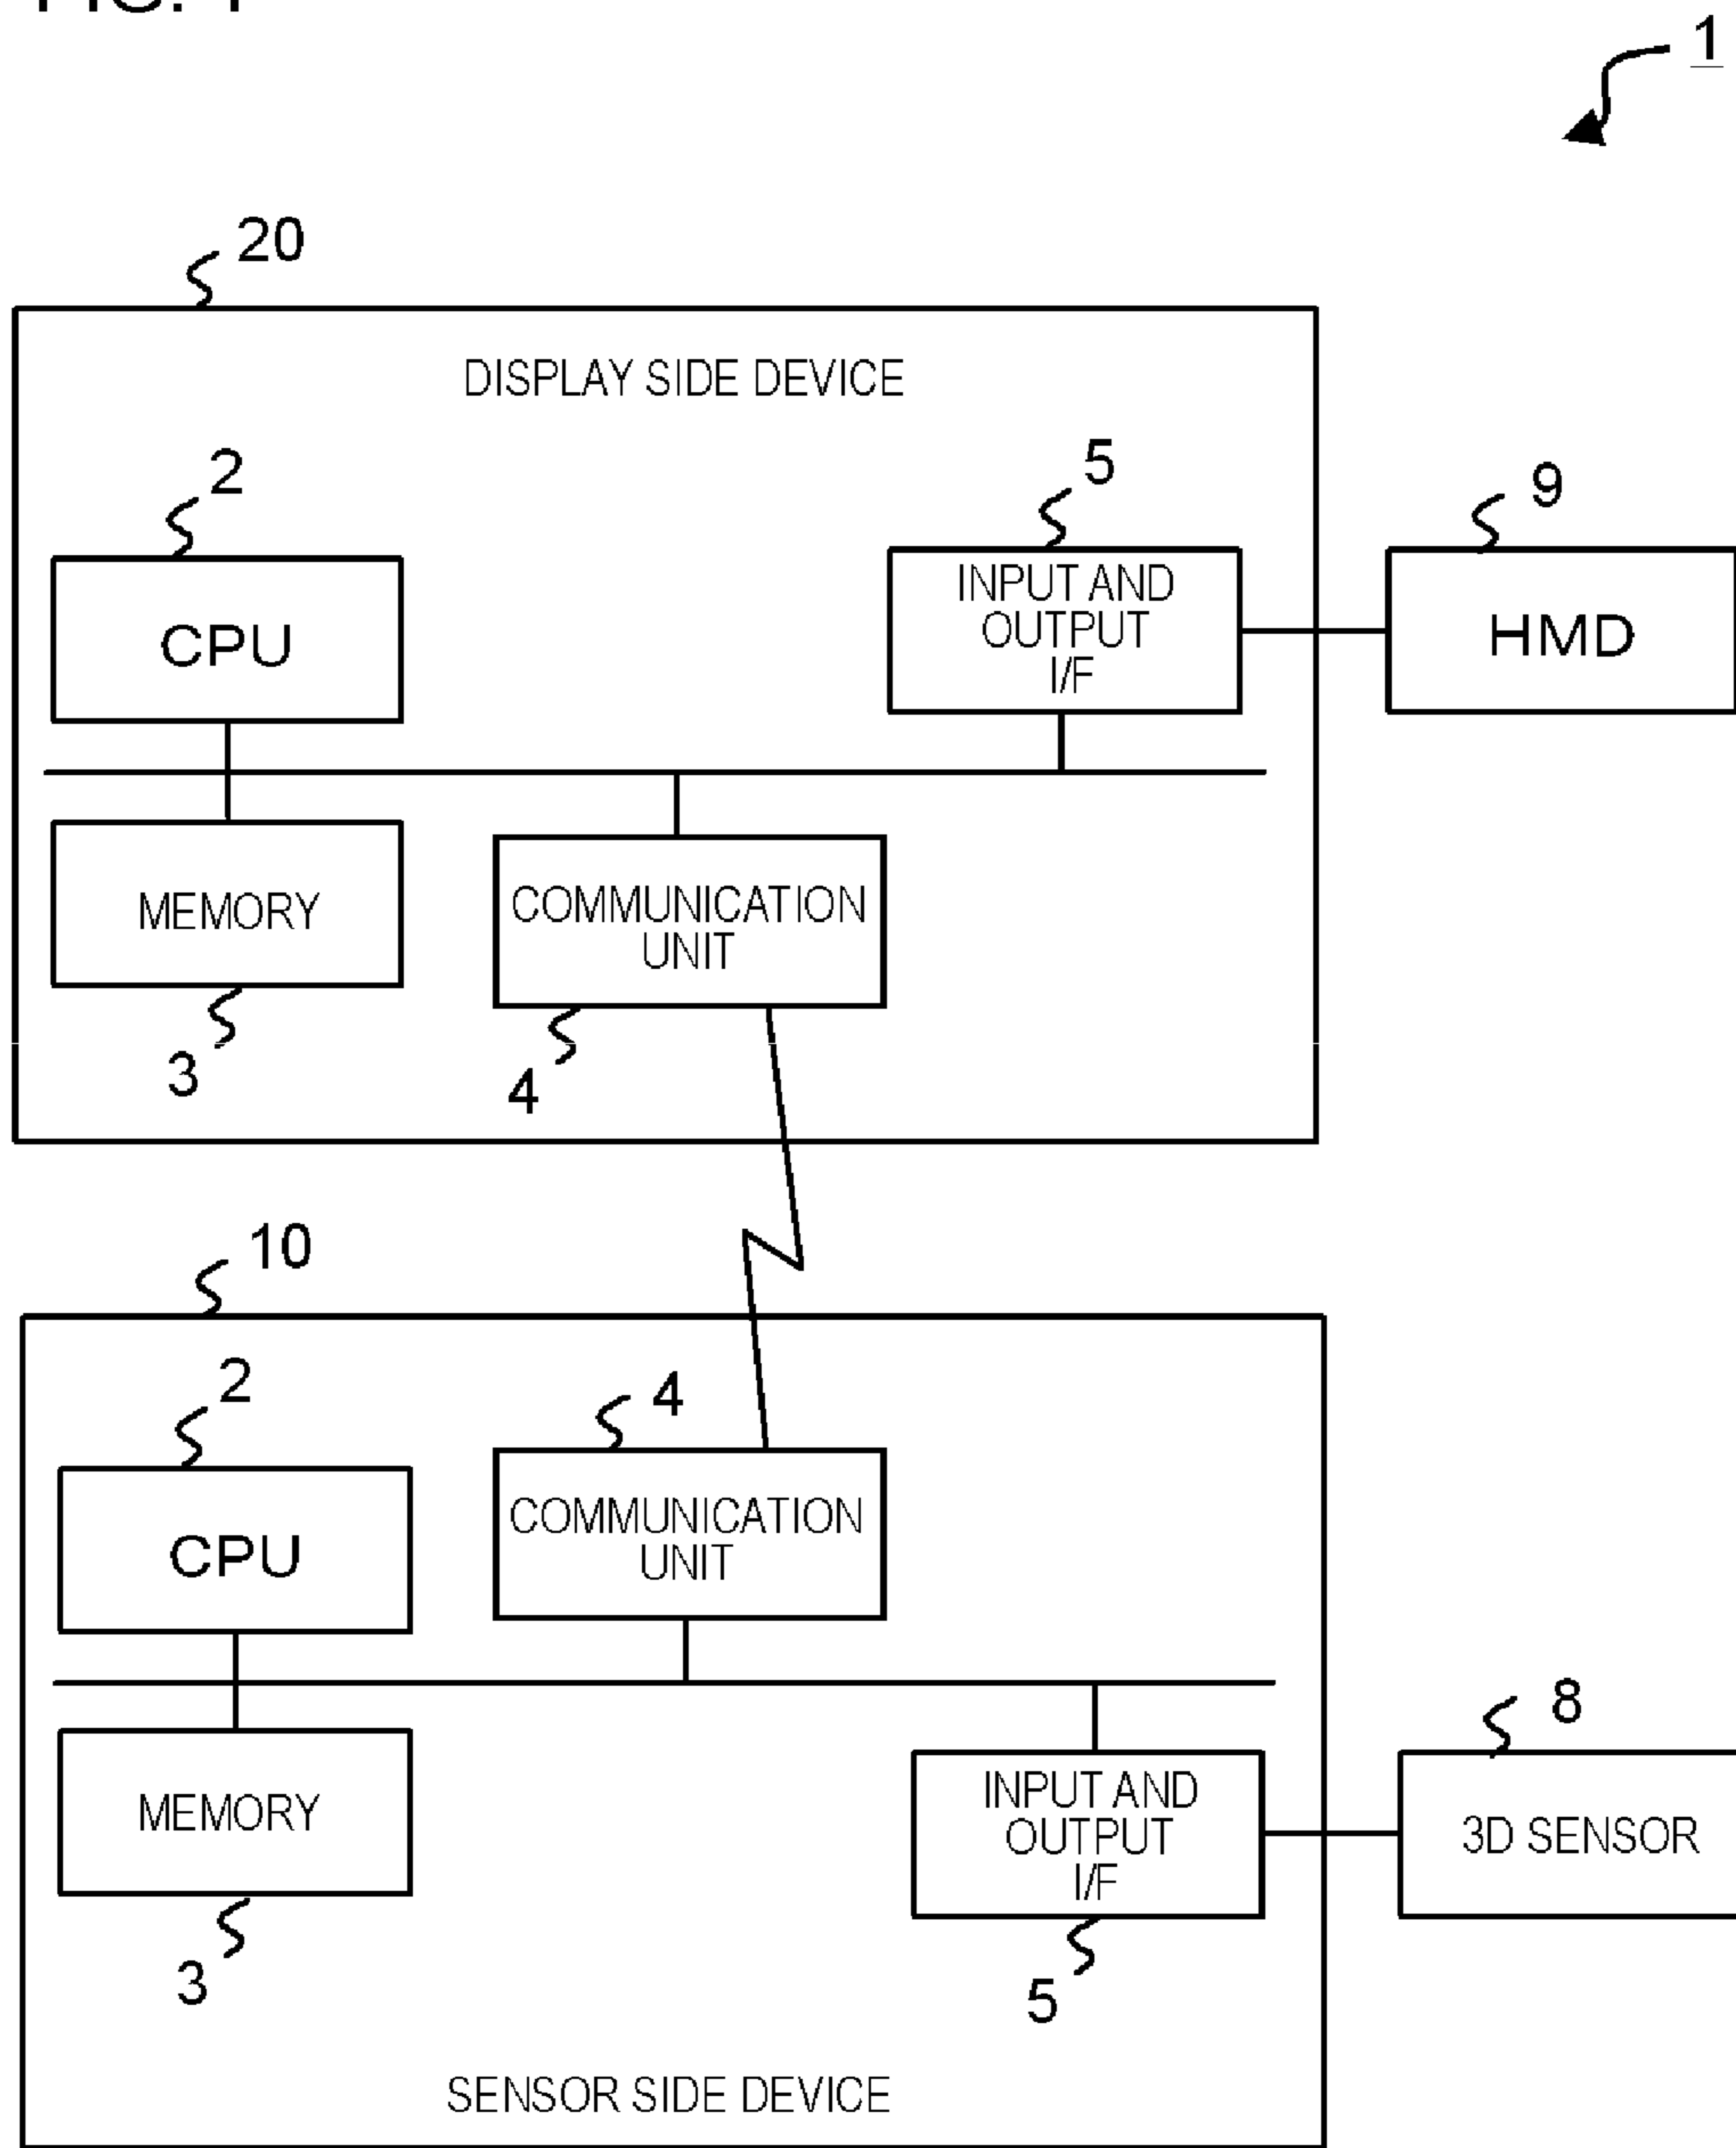 1
20
DISPLAY SIDE DEVICE
2
5
9
CPU
INPUT AND
OUTPUT
I/F
HMD
MEMORY
COMMUNICATION
UNIT
3
4
10
2
4
CPU
COMMUNICATION
UNIT
8
MEMORY
INPUT AND
OUTPUT
I/F
3D SENSOR
3
5
SENSOR SIDE DEVICE